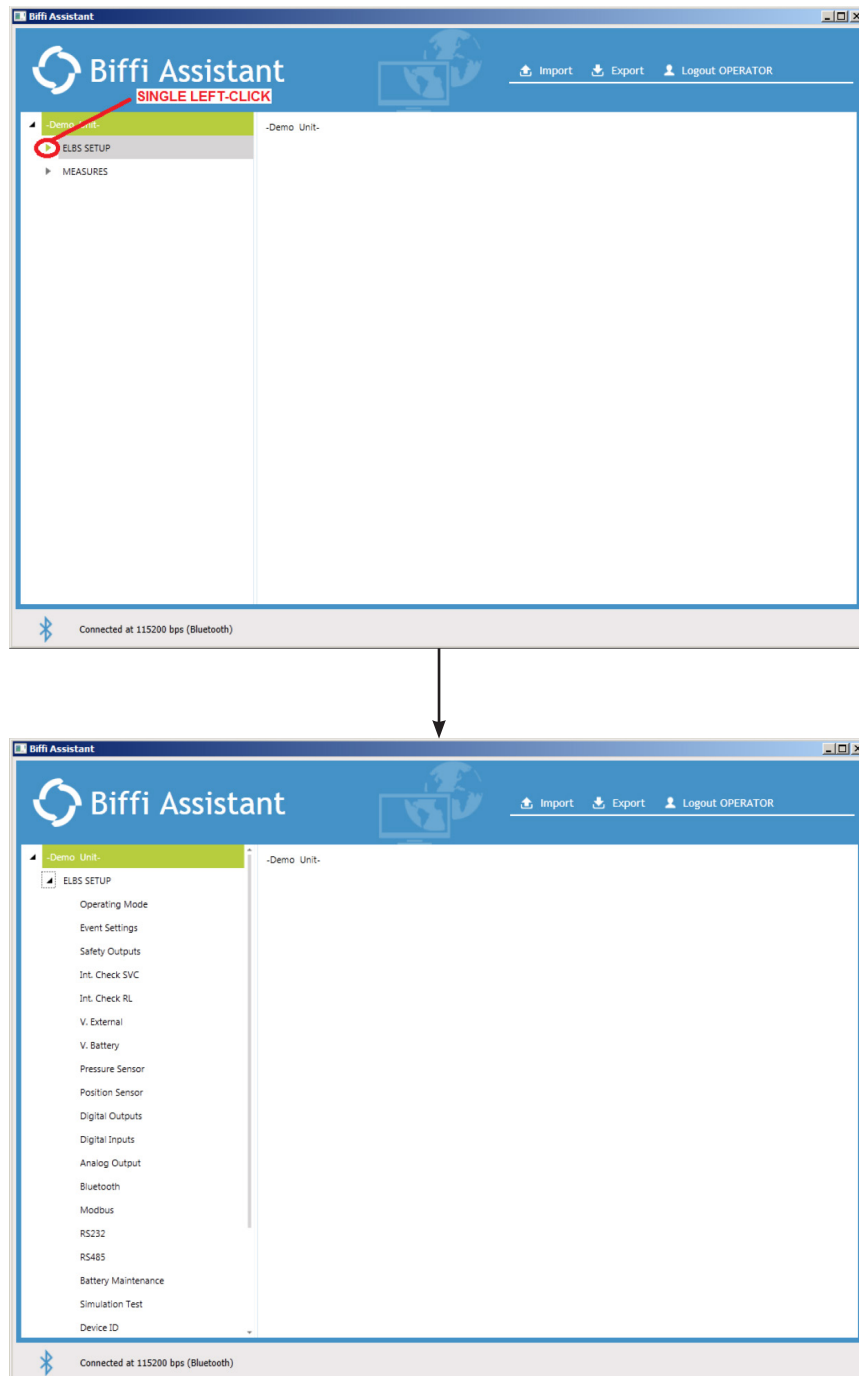 Biffi Assistant
Biffi Assistant
Import Export Logout OPERATOR
SINGLE LEFT-CLICK
-Demo Unit-
-Demo Unit-
ELBS SETUP
MEASURES
Connected at 115200 bps (Bluetooth)
Biffi Assistant
Biffi Assistant
Import Export Logout OPERATOR
-Demo Unit-
-Demo Unit-
ELBS SETUP
Operating Mode
Event Settings
Safety Outputs
Int. Check SVC
Int. Check RL
V. External
V. Battery
Pressure Sensor
Position Sensor
Digital Outputs
Digital Inputs
Analog Output
Bluetooth
Modbus
RS232
RS485
Battery Maintenance
Simulation Test
Device ID
Connected at 115200 bps (Bluetooth)